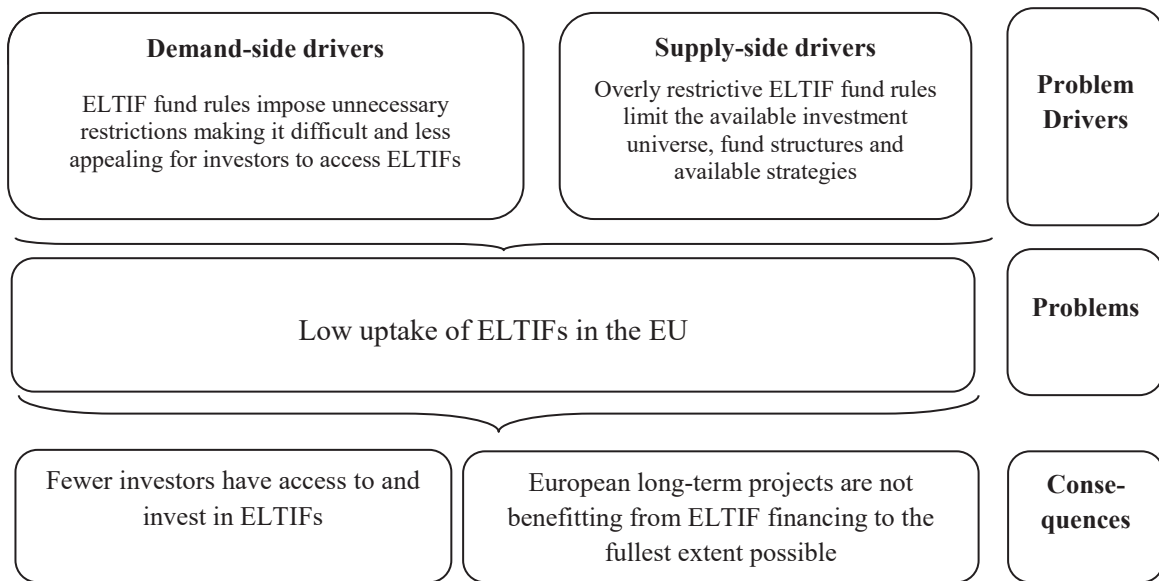 Demand-side drivers
ELTIF fund rules impose unnecessary
restrictions making it difficult and less
appealing for investors to access ELTIFs
Supply-side drivers
Overly restrictive ELTIF fund rules
limit the available investment
universe, fund structures and
available strategies
Problem
Drivers
Low uptake of ELTIFs in the EU
Problems
Fewer investors have access to and
invest in ELTIFs
European long-term projects are not
benefitting from ELTIF financing to the
fullest extent possible
Conse-
quences